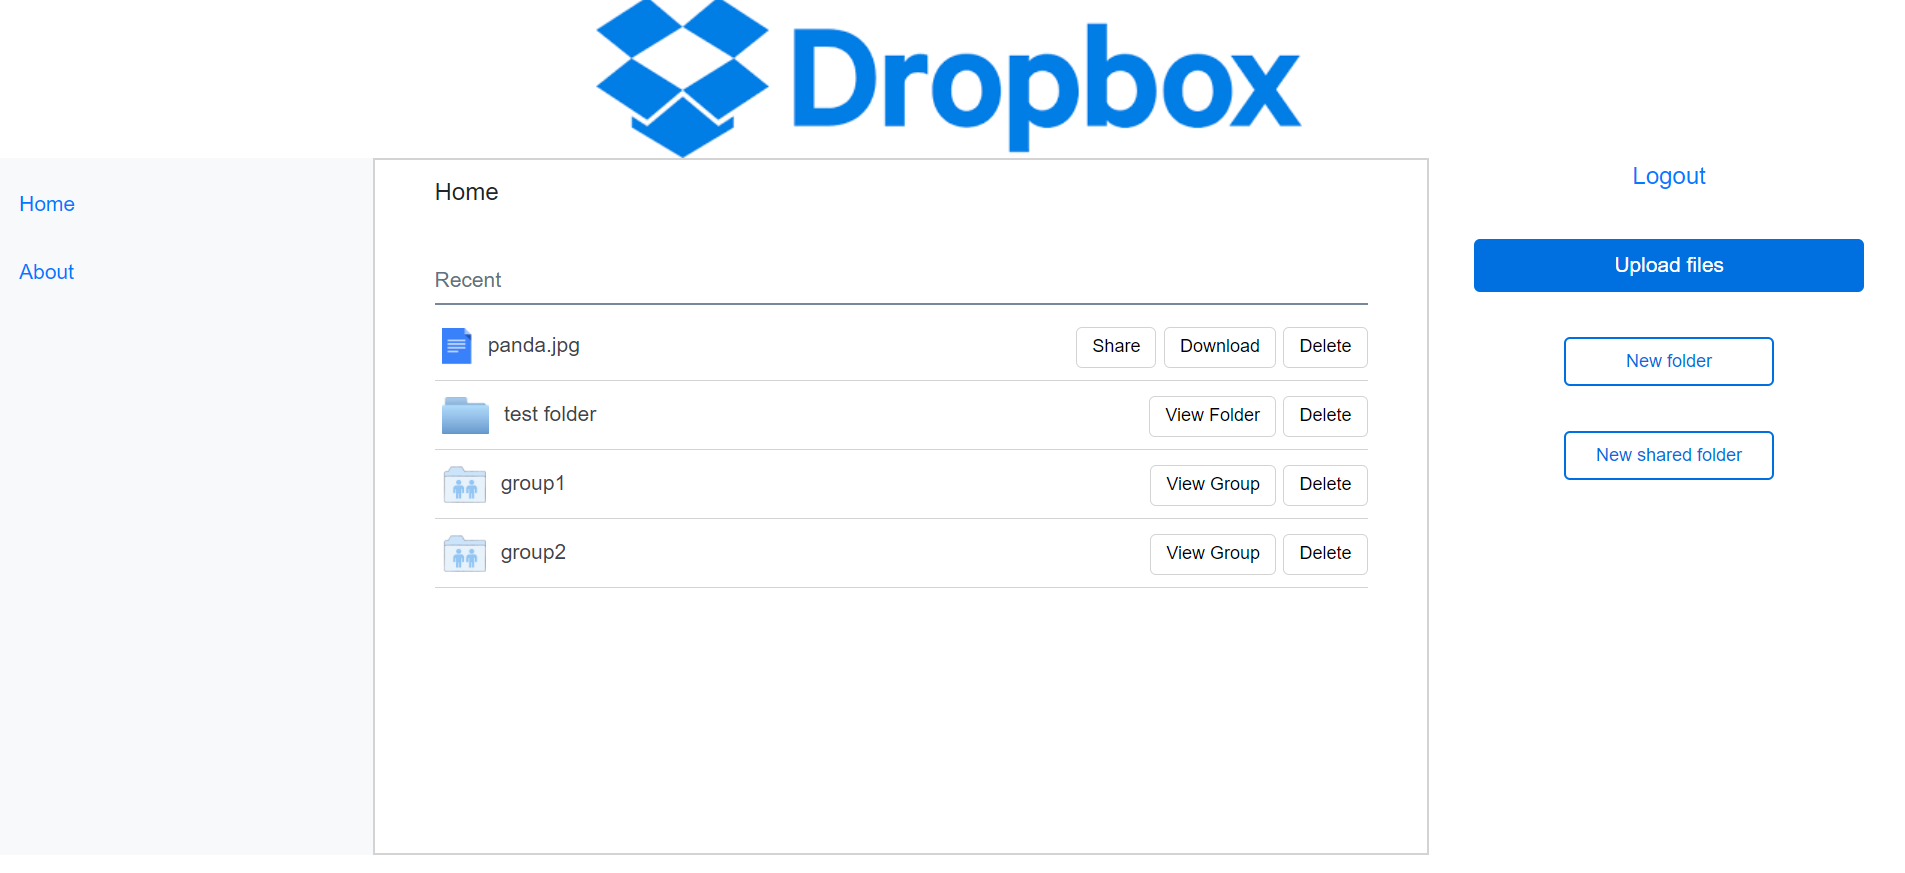 Dropbox
Home
About
Home
Recent
panda.jpg Share Download Delete
test folder View Folder Delete
group1 View Group Delete
group2 View Group Delete
Logout
Upload files
New folder
New shared folder